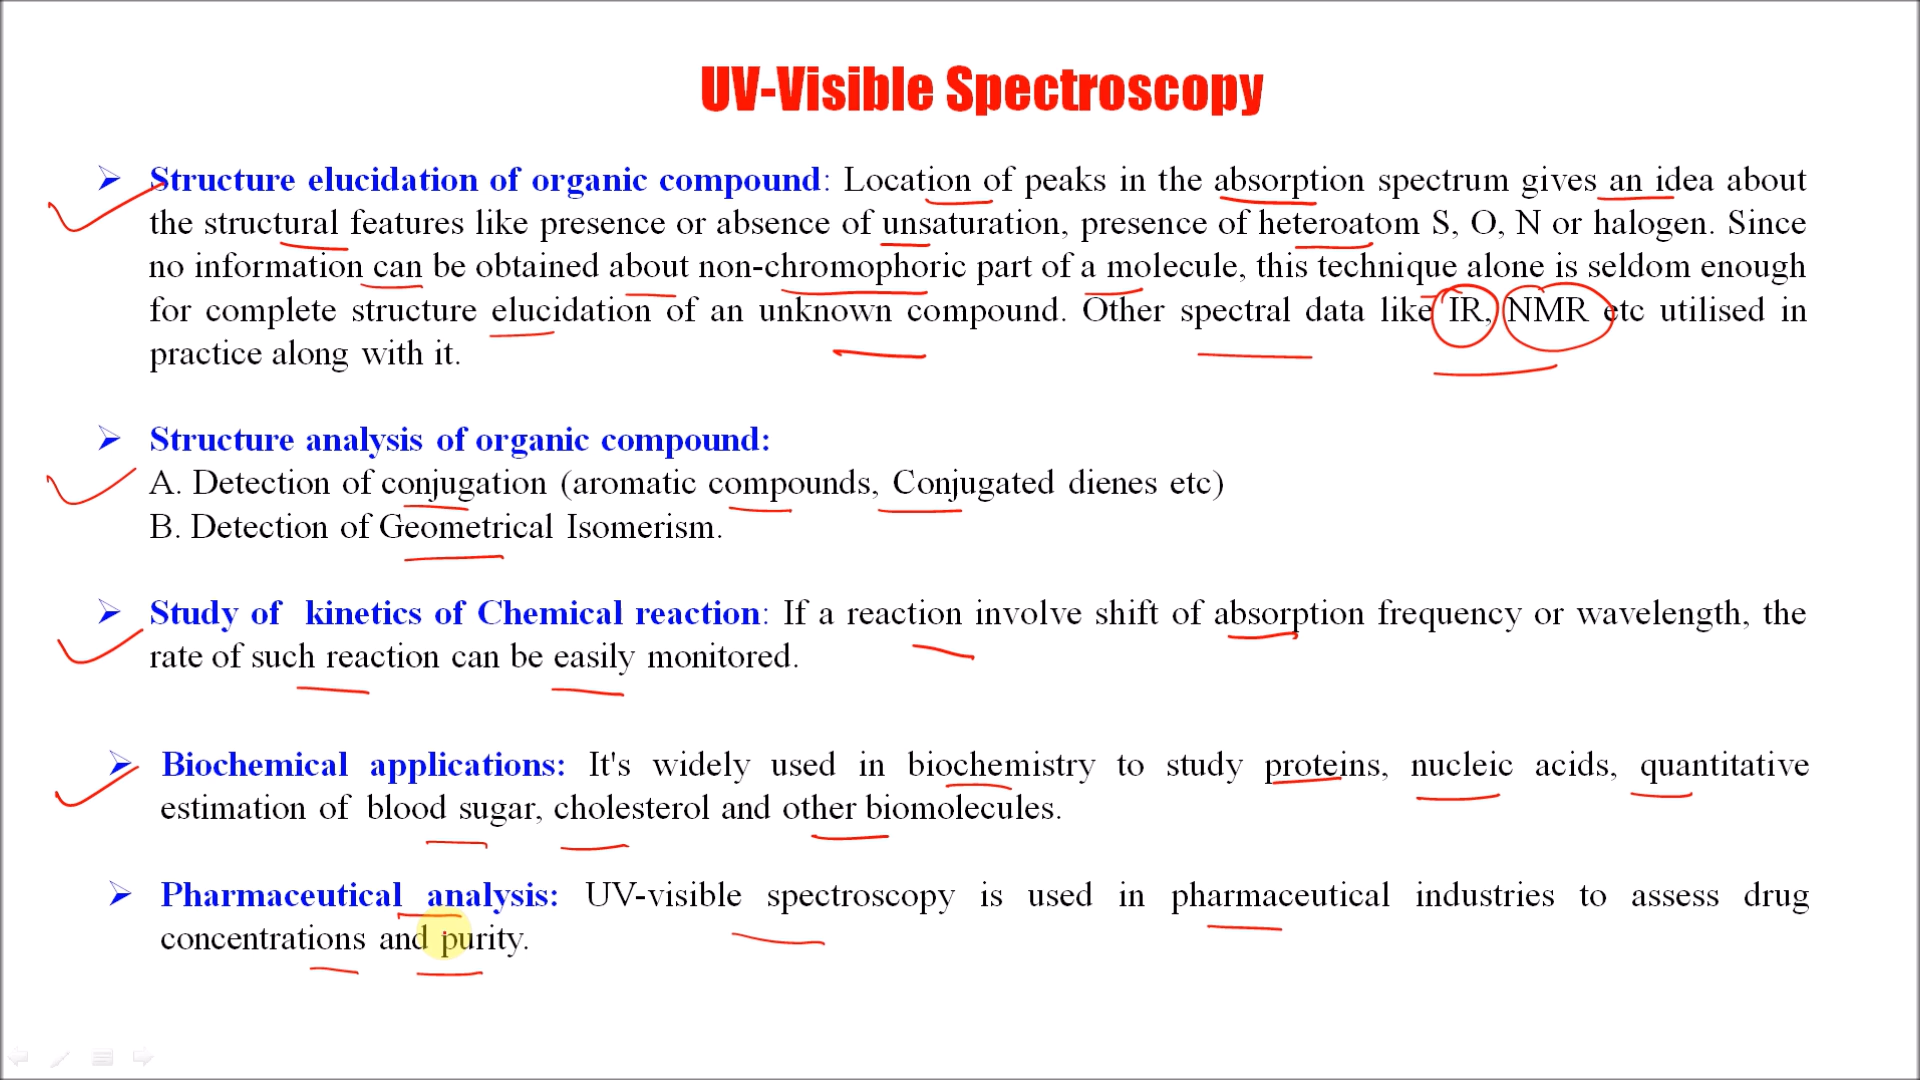 UV-Visible Spectroscopy
Structure elucidation of organic compound: Location of peaks in the absorption spectrum gives an idea about
the structural features like presence or absence of unsaturation, presence of heteroatom S, O, N or halogen. Since
no information can be obtained about non-chromophoric part of a molecule, this technique alone is seldom enough
for complete structure elucidation of an unknown compound. Other spectral data like IR, NMR etc utilised in
practice along with it.
Structure analysis of organic compound:
A. Detection of conjugation (aromatic compounds, Conjugated dienes etc)
B. Detection of Geometrical Isomerism.
Study of kinetics of Chemical reaction: If a reaction involve shift of absorption frequency or wavelength, the
rate of such reaction can be easily monitored.
Biochemical applications: It's widely used in biochemistry to study proteins, nucleic acids, quantitative
estimation of blood sugar, cholesterol and other biomolecules.
Pharmaceutical analysis: UV-visible spectroscopy is used in pharmaceutical industries to assess drug
concentrations and purity.